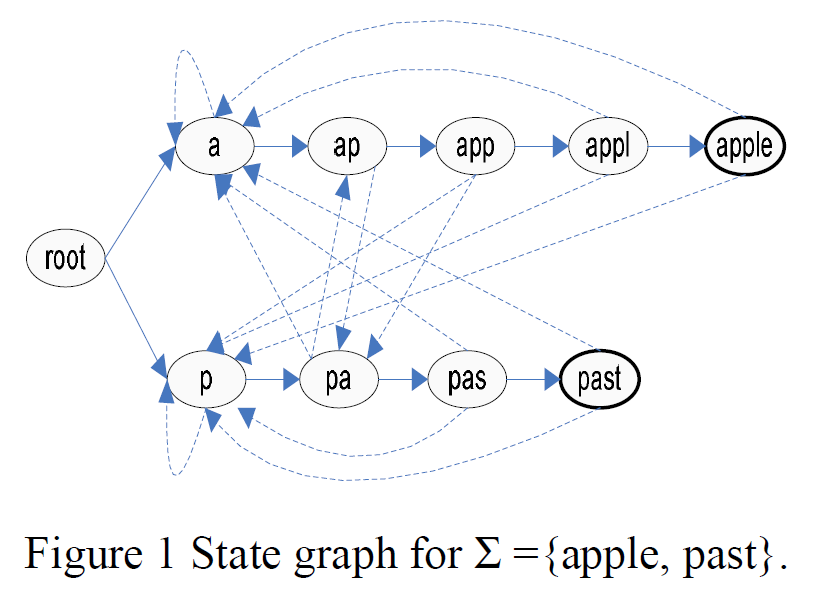 a
ap
app
appl
apple
root
p
pa
pas
past
Figure 1 State graph for Σ ={apple, past}.